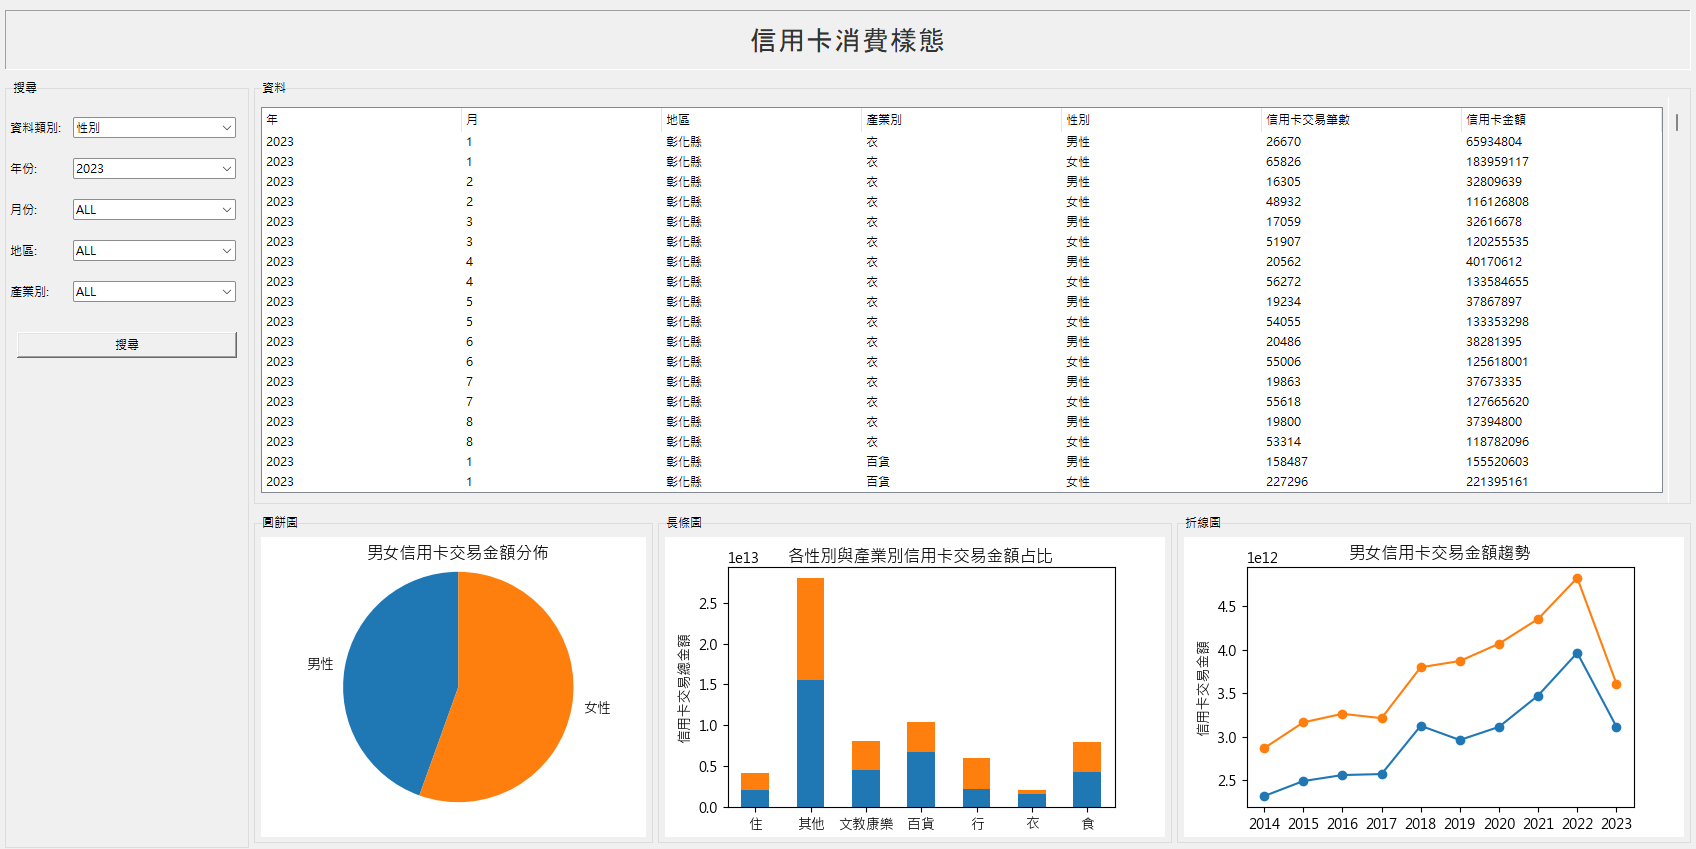 信用卡消費樣態
搜尋
資料類別: 性別
年份: 2023
月份: ALL
地區: ALL
產業別: ALL
搜尋
資料
年 月 地區 產業別 性別 信用卡交易筆數 信用卡金額
2023 1 彰化縣 衣 男性 26670 65934804
2023 1 彰化縣 衣 女性 65826 183959117
2023 2 彰化縣 衣 男性 16305 32809639
2023 2 彰化縣 衣 女性 48932 116126808
2023 3 彰化縣 衣 男性 17059 32616678
2023 3 彰化縣 衣 女性 51907 120255535
2023 4 彰化縣 衣 男性 20562 40170612
2023 4 彰化縣 衣 女性 56272 133584655
2023 5 彰化縣 衣 男性 19234 37867897
2023 5 彰化縣 衣 女性 54055 133353298
2023 6 彰化縣 衣 男性 20486 38281395
2023 6 彰化縣 衣 女性 55006 125618001
2023 7 彰化縣 衣 男性 19863 37673335
2023 7 彰化縣 衣 女性 55618 127665620
2023 8 彰化縣 衣 男性 19800 37394800
2023 8 彰化縣 衣 女性 53314 118782096
2023 1 彰化縣 百貨 男性 158487 155520603
2023 1 彰化縣 百貨 女性 227296 221395161
圓餅圖
男女信用卡交易金額分佈
男性
女性
長條圖
1e13
各性別與產業別信用卡交易金額占比
信用卡交易總金額
2.5
2.0
1.5
1.0
0.5
0.0
住 其他 文教康樂 百貨 行 衣 食
折線圖
1e12
男女信用卡交易金額趨勢
信用卡交易金額
4.5
4.0
3.5
3.0
2.5
2014 2015 2016 2017 2018 2019 2020 2021 2022 2023